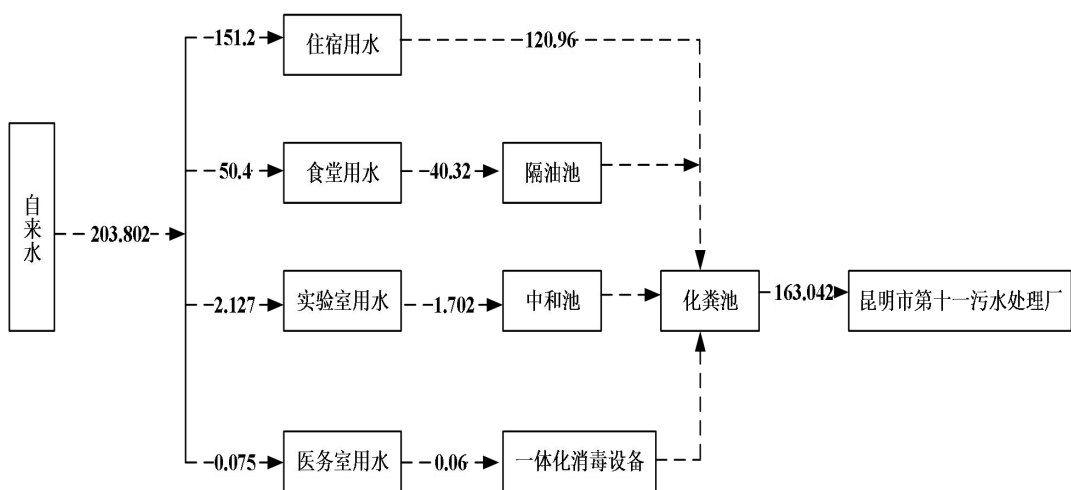 151.2
住宿用水
120.96
50.4
食堂用水
40.32
隔油池
自来水
203.802
2.127
实验室用水
1.702
中和池
化粪池
163.042
昆明市第十一污水处理厂
0.075
医务室用水
0.06
一体化消毒设备